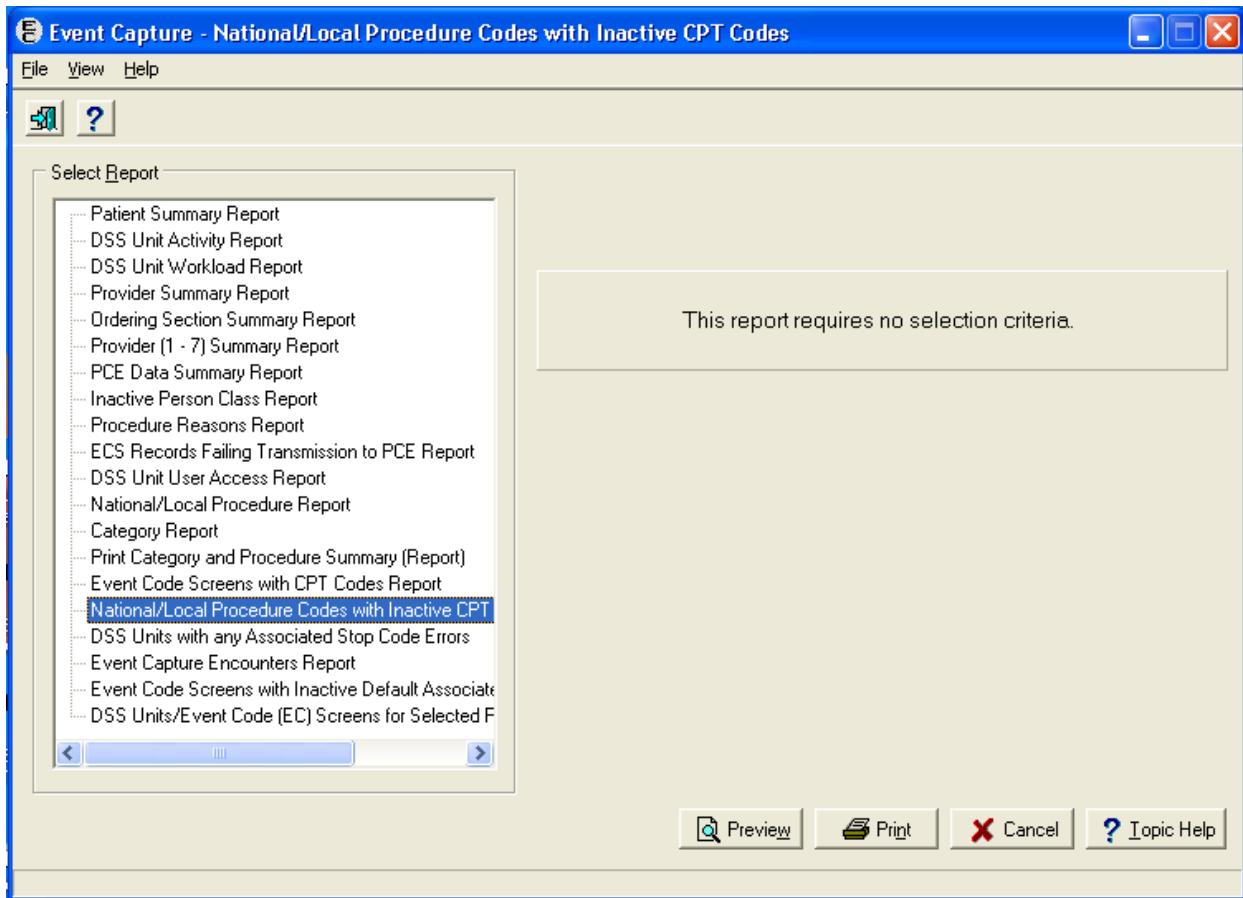 Event Capture - National/Local Procedure Codes with Inactive CPT Codes
File View Help
?
Select Report
Patient Summary Report
DSS Unit Activity Report
DSS Unit Workload Report
Provider Summary Report
Ordering Section Summary Report
Provider (1 - 7) Summary Report
PCE Data Summary Report
Inactive Person Class Report
Procedure Reasons Report
ECS Records Failing Transmission to PCE Report
DSS Unit User Access Report
National/Local Procedure Report
Category Report
Print Category and Procedure Summary (Report)
Event Code Screens with CPT Codes Report
National/Local Procedure Codes with Inactive CPT
DSS Units with any Associated Stop Code Errors
Event Capture Encounters Report
Event Code Screens with Inactive Default Associate
DSS Units/Event Code (EC) Screens for Selected F
This report requires no selection criteria.
Preview Print Cancel ? Topic Help